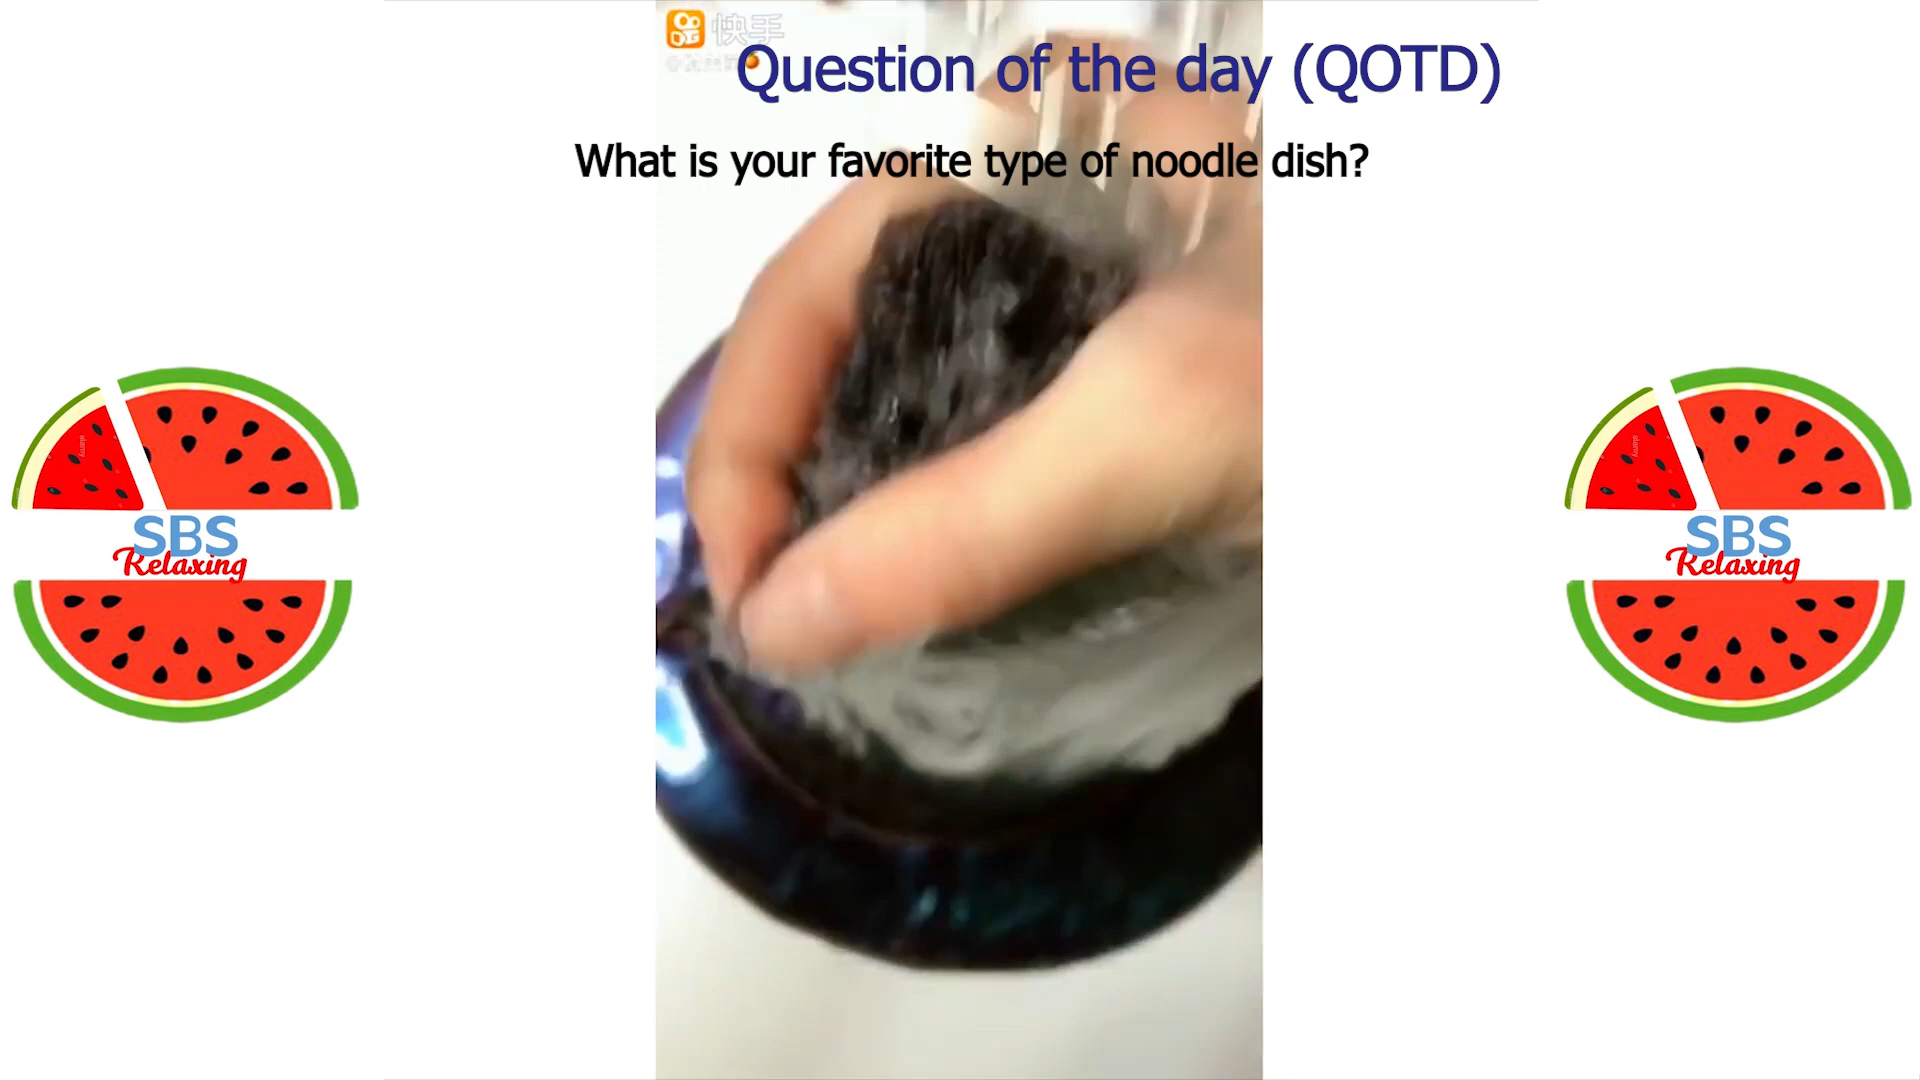 快手
Question of the day (QOTD)
What is your favorite type of noodle dish?
SBS
Relaxing
SBS
Relaxing